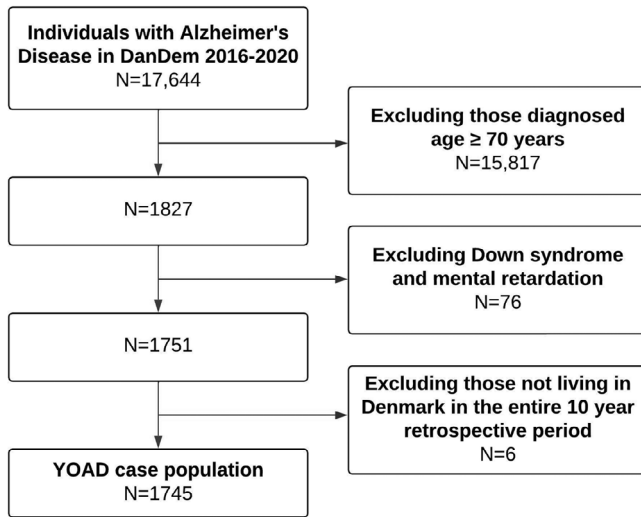 Individuals with Alzheimer's
Disease in DanDem 2016-2020
N=17,644
Excluding those diagnosed
age ≥ 70 years
N=15,817
N=1827
Excluding Down syndrome
and mental retardation
N=76
N=1751
Excluding those not living in
Denmark in the entire 10 year
retrospective period
N=6
YOAD case population
N=1745